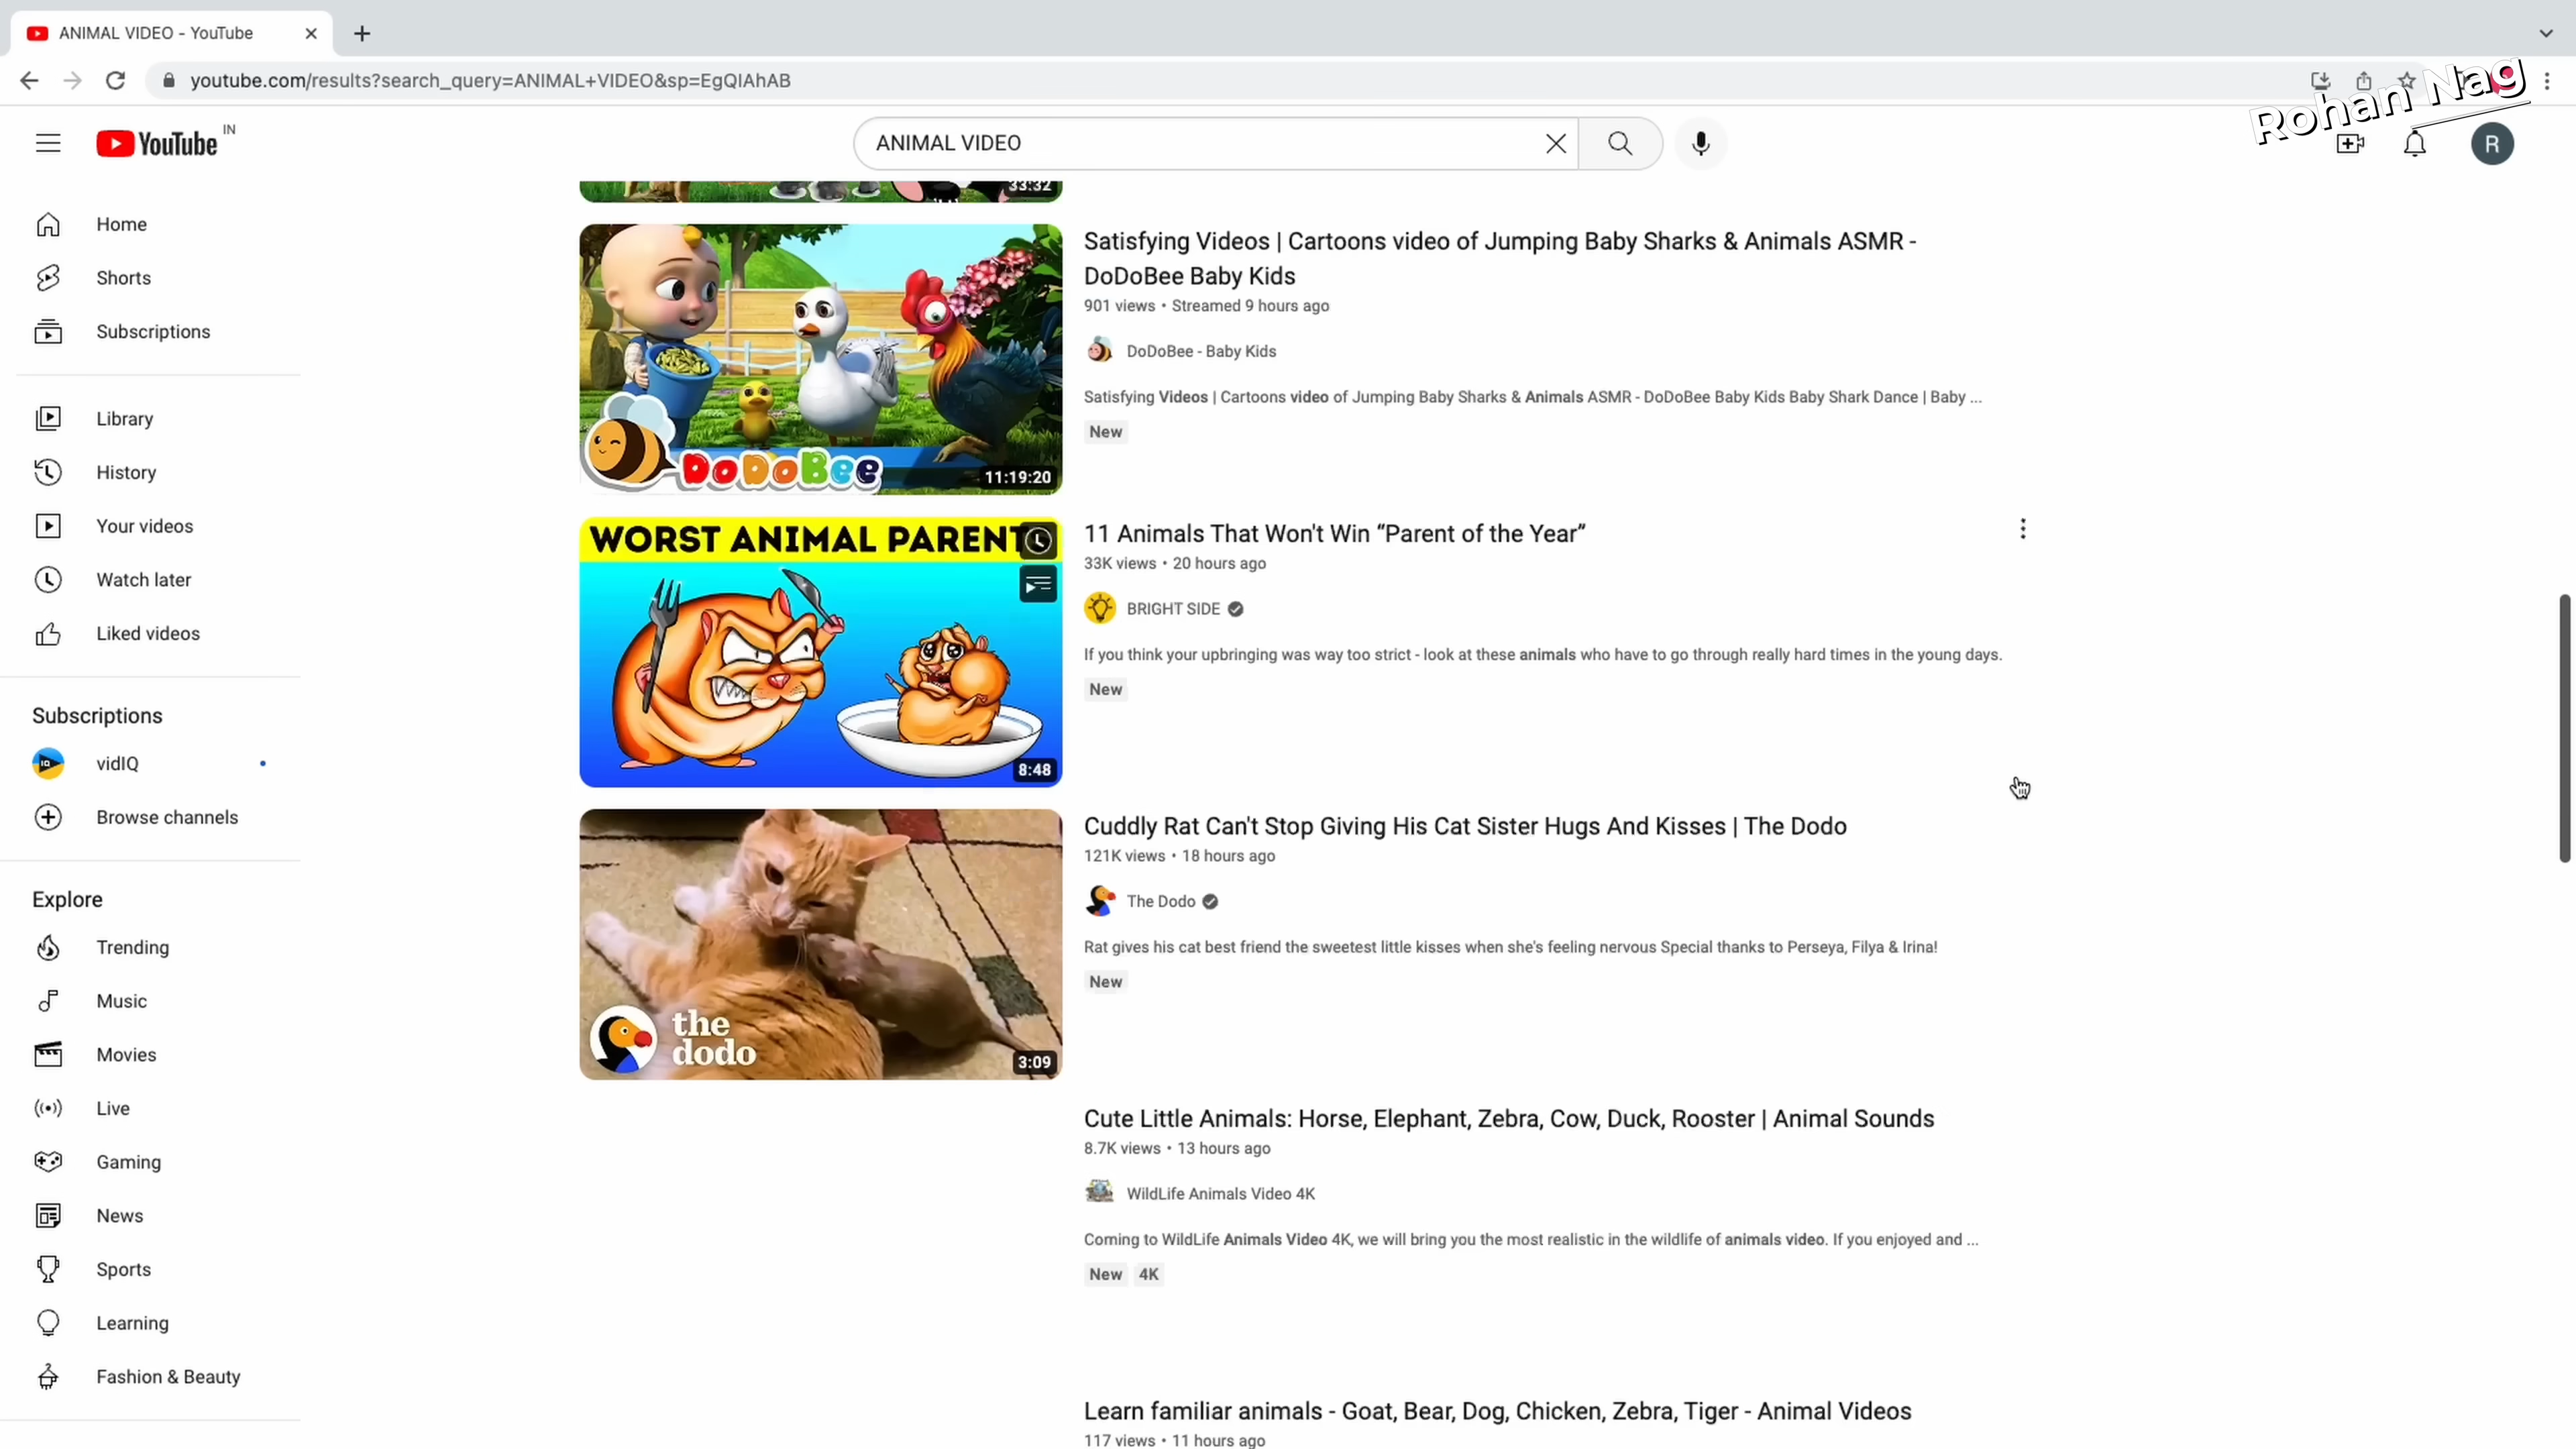 ANIMAL VIDEO - YouTube
youtube.com/results?search_query=ANIMAL+VIDEO&sp=EgQIAhAB
Rohan Nag
YouTube IN
ANIMAL VIDEO
R
Home
Shorts
Subscriptions
Library
History
Your videos
Watch later
Liked videos
Subscriptions
vidIQ
Browse channels
Explore
Trending
Music
Movies
Live
Gaming
News
Sports
Learning
Fashion & Beauty
33:32
DoDoBee
11:19:20
Satisfying Videos | Cartoons video of Jumping Baby Sharks & Animals ASMR -
DoDoBee Baby Kids
901 views • Streamed 9 hours ago
DoDoBee - Baby Kids
Satisfying Videos | Cartoons video of Jumping Baby Sharks & Animals ASMR - DoDoBee Baby Kids Baby Shark Dance | Baby ...
New
WORST ANIMAL PARENT
8:48
11 Animals That Won't Win “Parent of the Year”
33K views • 20 hours ago
BRIGHT SIDE
If you think your upbringing was way too strict - look at these animals who have to go through really hard times in the young days.
New
the
dodo
3:09
Cuddly Rat Can't Stop Giving His Cat Sister Hugs And Kisses | The Dodo
121K views • 18 hours ago
The Dodo
Rat gives his cat best friend the sweetest little kisses when she's feeling nervous Special thanks to Perseya, Filya & Irina!
New
Cute Little Animals: Horse, Elephant, Zebra, Cow, Duck, Rooster | Animal Sounds
8.7K views • 13 hours ago
WildLife Animals Video 4K
Coming to WildLife Animals Video 4K, we will bring you the most realistic in the wildlife of animals video. If you enjoyed and ...
New 4K
Learn familiar animals - Goat, Bear, Dog, Chicken, Zebra, Tiger - Animal Videos
117 views • 11 hours ago